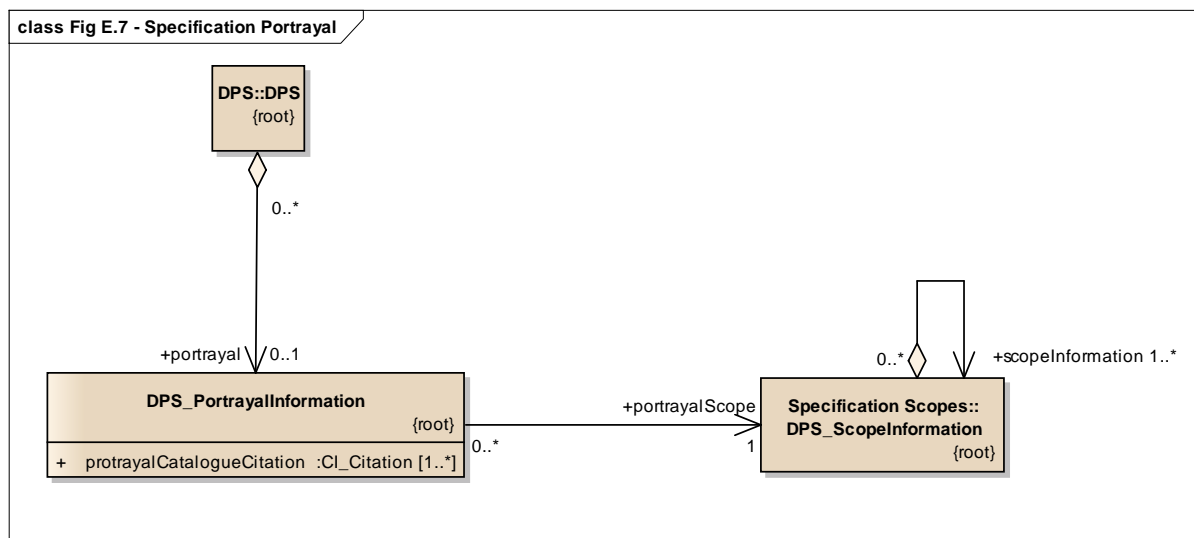 class Fig E.7 - Specification Portrayal
DPS::DPS
{root}
0..*
+portrayal 0..1
DPS_PortrayalInformation
{root}
+ protrayalCatalogueCitation :CI_Citation [1..*]
0..*
+portrayalScope
1
0..*
+scopeInformation 1..*
Specification Scopes::
DPS_ScopeInformation
{root}